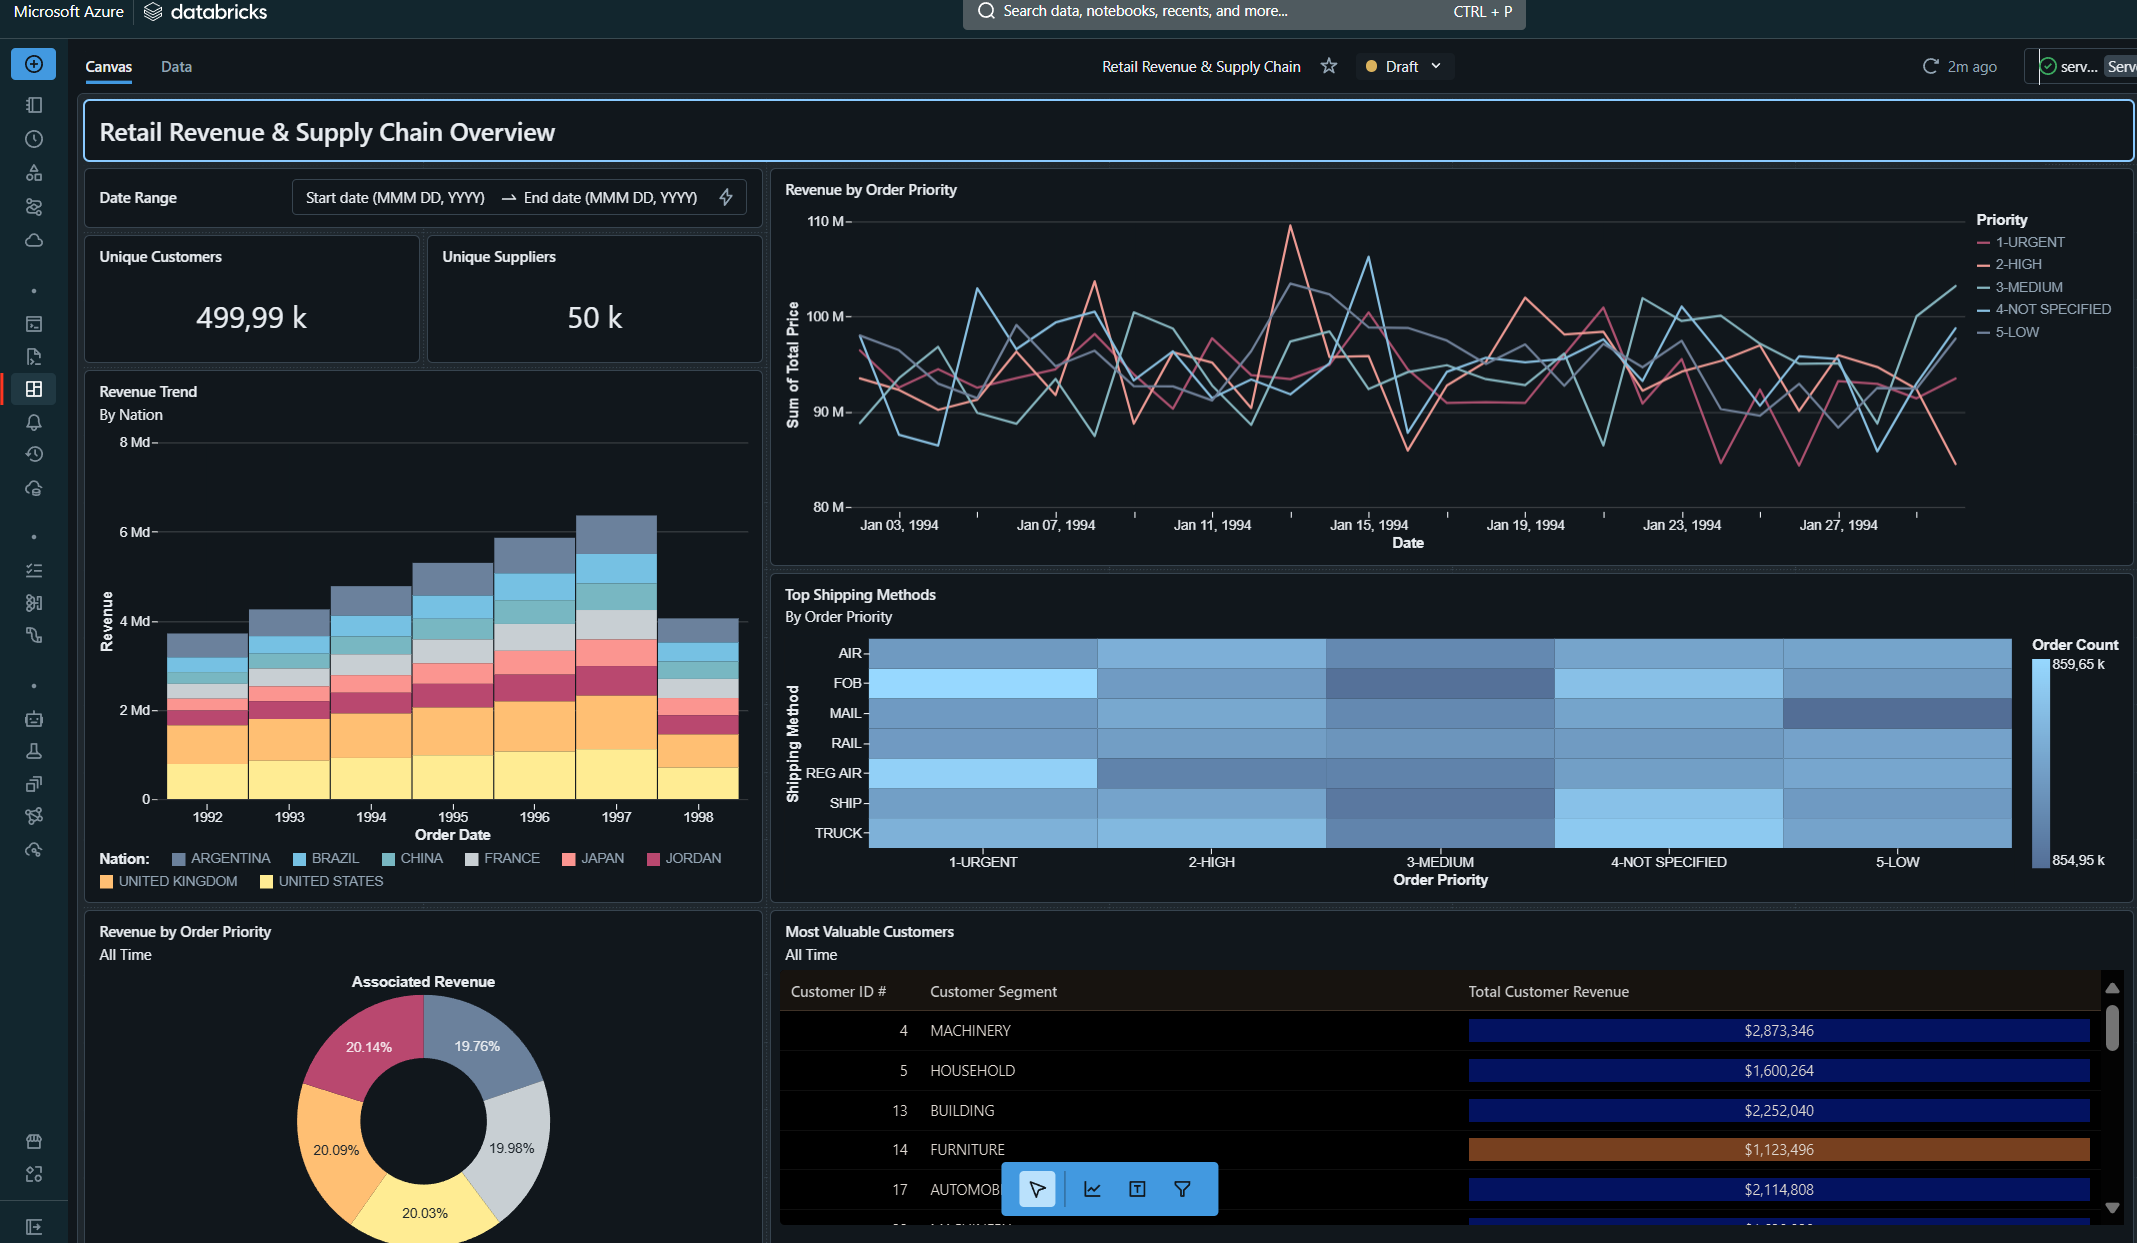 Microsoft Azure databricks
Search data, notebooks, recents, and more... CTRL + P
Canvas Data
Retail Revenue & Supply Chain Draft
2m ago serv... Serv
Retail Revenue & Supply Chain Overview
Date Range Start date (MMM DD, YYYY) → End date (MMM DD, YYYY)
Unique Customers
499,99 k
Unique Suppliers
50 k
Revenue Trend
By Nation
Revenue
8 Md
6 Md
4 Md
2 Md
0
1992 1993 1994 1995 1996 1997 1998
Order Date
Nation: ARGENTINA BRAZIL CHINA FRANCE JAPAN JORDAN
UNITED KINGDOM UNITED STATES
Revenue by Order Priority
Sum of Total Price
110 M
100 M
90 M
80 M
Jan 03, 1994 Jan 07, 1994 Jan 11, 1994 Jan 15, 1994 Jan 19, 1994 Jan 23, 1994 Jan 27, 1994
Date
Priority
1-URGENT
2-HIGH
3-MEDIUM
4-NOT SPECIFIED
5-LOW
Top Shipping Methods
By Order Priority
Shipping Method
AIR
FOB
MAIL
RAIL
REG AIR
SHIP
TRUCK
1-URGENT 2-HIGH 3-MEDIUM 4-NOT SPECIFIED 5-LOW
Order Priority
Order Count
859,65 k
854,95 k
Revenue by Order Priority
All Time
Associated Revenue
20.14% 19.76%
20.09% 19.98%
20.03%
Most Valuable Customers
All Time
Customer ID # Customer Segment Total Customer Revenue
4 MACHINERY $2,873,346
5 HOUSEHOLD $1,600,264
13 BUILDING $2,252,040
14 FURNITURE $1,123,496
17 AUTOMOB $2,114,808